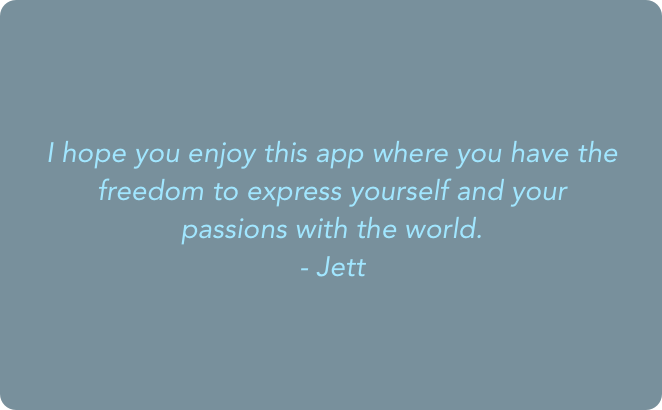 I hope you enjoy this app where you have the
freedom to express yourself and your
passions with the world.
- Jett